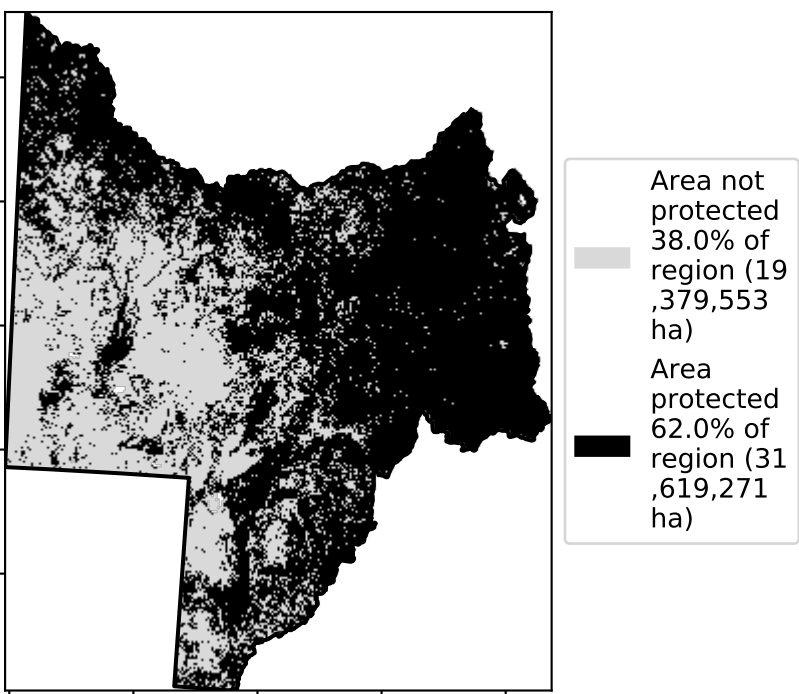 Area not
protected
38.0% of
region (19
,379,553
ha)
Area
protected
62.0% of
region (31
,619,271
ha)